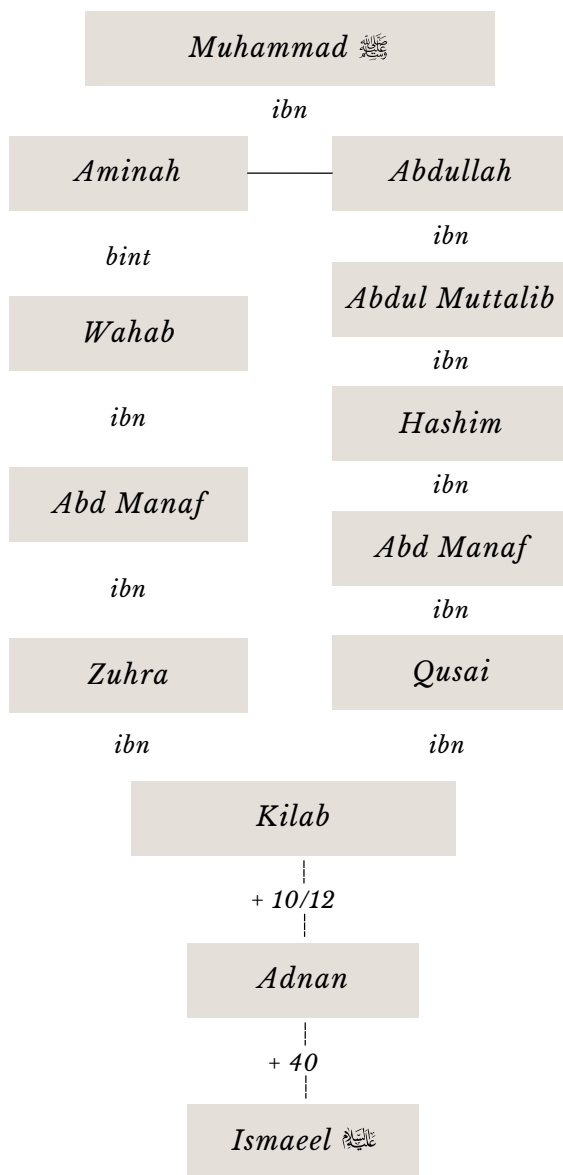 Muhammad ﷺ
ibn
Aminah
Abdullah
bint
ibn
Wahab
Abdul Muttalib
ibn
ibn
Hashim
Abd Manaf
ibn
ibn
Abd Manaf
ibn
Zuhra
Qusai
ibn
ibn
Kilab
+ 10/12
Adnan
+ 40
Ismaeel عليه السلام